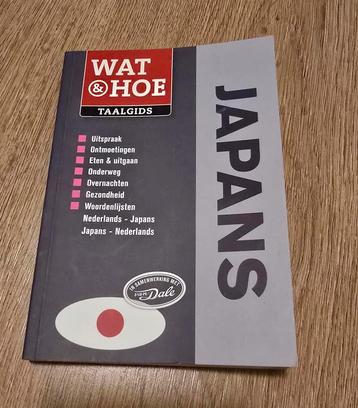 WAT
& HOE
TAALGIDS
Uitspraak
Ontmoetingen
Eten & uitgaan
Onderweg
Overnachten
Gezondheid
Woordenlijsten
Nederlands - Japans
Japans - Nederlands
IN SAMENWERKING MET
van
Dale
JAPANS